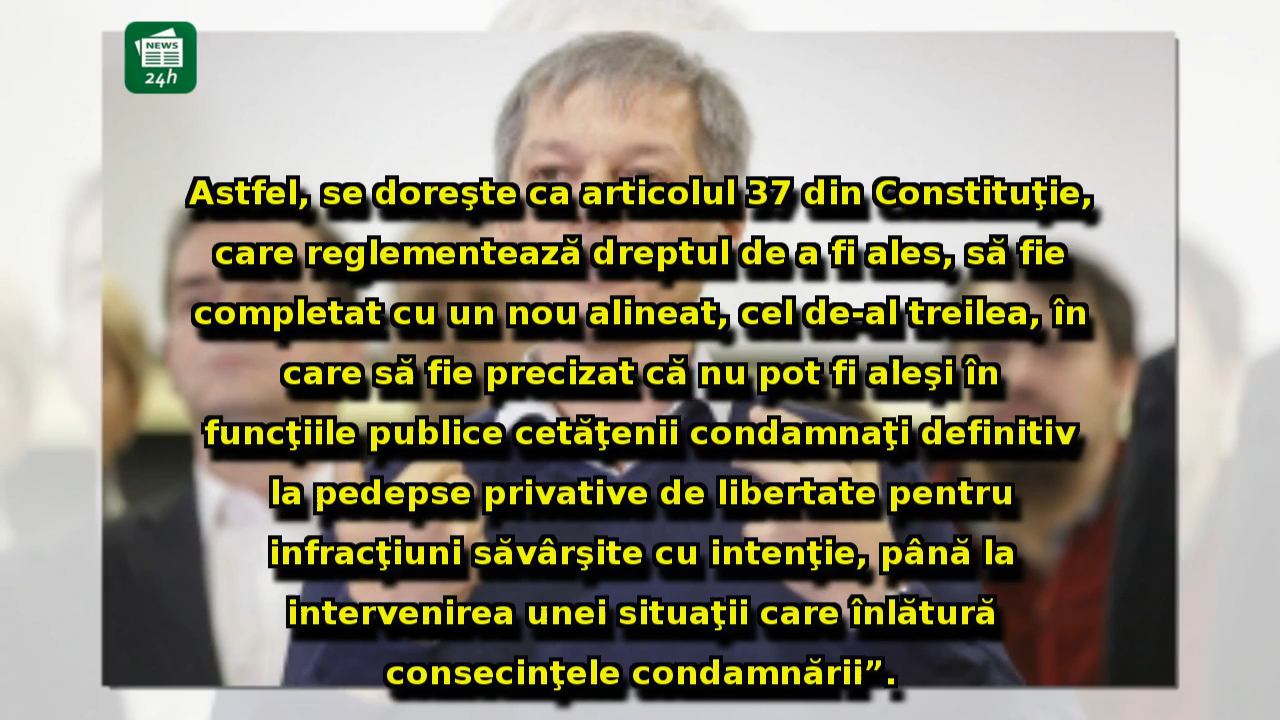 NEWS
24h
Astfel, se doreşte ca articolul 37 din Constituţie,
care reglementează dreptul de a fi ales, să fie
completat cu un nou alineat, cel de-al treilea, în
care să fie precizat că nu pot fi aleşi în
funcţiile publice cetăţenii condamnaţi definitiv
la pedepse privative de libertate pentru
infracţiuni săvârşite cu intenţie, până la
intervenirea unei situaţii care înlătură
consecinţele condamnării”.